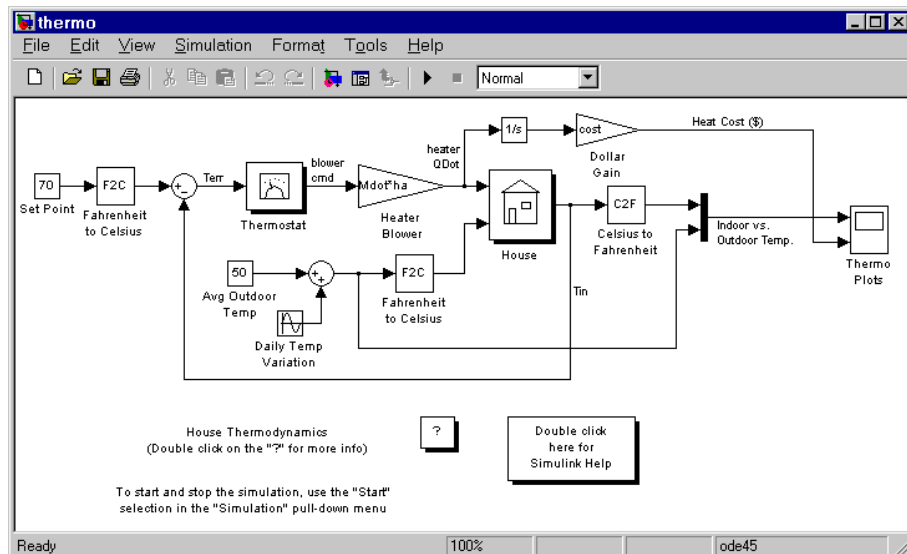 thermo
File Edit View Simulation Format Tools Help
Normal
Heat Cost ($)
1/s
cost
heater
QDot
Dollar
Gain
blower
cmd
70
F2C
+
-
Terr
Mdot*ha
C2F
Set Point
Fahrenheit
to Celsius
Thermostat
Heater
Blower
House
Celsius to
Fahrenheit
Indoor vs.
Outdoor Temp.
Thermo
Plots
50
+
+
F2C
Avg Outdoor
Temp
Fahrenheit
to Celsius
Tin
Daily Temp
Variation
House Thermodynamics
(Double click on the "?" for more info)
?
Double click
here for
Simulink Help
To start and stop the simulation, use the "Start"
selection in the "Simulation" pull-down menu
Ready 100% ode45